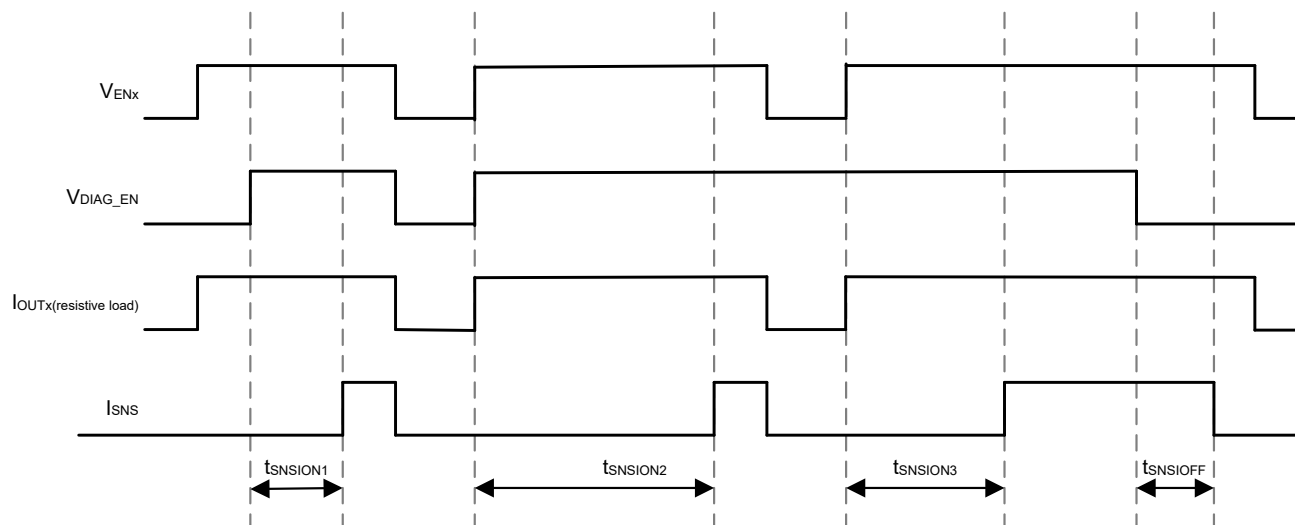 VENx
VDIAG_EN
IOUTx(resistive load)
ISNS
tSNSION1
tSNSION2
tSNSION3
tSNSIOFF